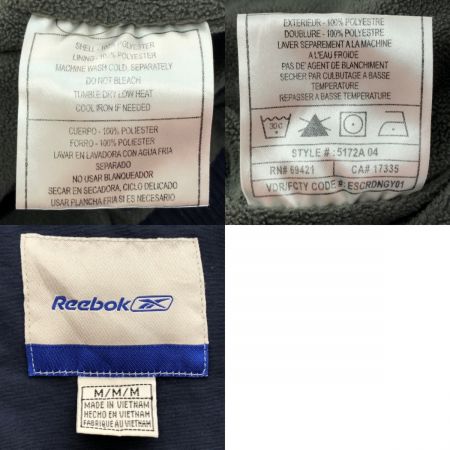 SHELL - 100% POLYESTER
LINING - 100% POLYESTER
MACHINE WASH COLD, SEPARATELY
DO NOT BLEACH
TUMBLE DRY LOW HEAT
COOL IRON IF NEEDED
CUERPO - 100% POLIESTER
FORRO - 100% POLIESTER
LAVAR EN LAVADORA CON AGUA FRIA
SEPARADO
NO USAR BLANQUEADOR
SECAR EN SECADORA, CICLO DELICADO
USAR PLANCHA FRIA SI ES NECESARIO
EXTERIEUR - 100% POLYESTER
DOUBLURE - 100% POLYESTER
LAVER SEPAREMENT A LA MACHINE
A L'EAU FROIDE
PAS DE'AGENT DE BLANCHIMENT
SECHER PAR CULBUTAGE A BASSE
TEMPERATURE
REPASSER A BASSE TEMPERATURE
30C
STYLE # : 5172A 04
RN# 69421 CA# 17335
VDR/FCTY CODE #: ESCRDNGY01
Reebok
M/M/M
MADE IN VIETNAM
HECHO EN VIETNAM
FABRIQUE AU VIETNAM